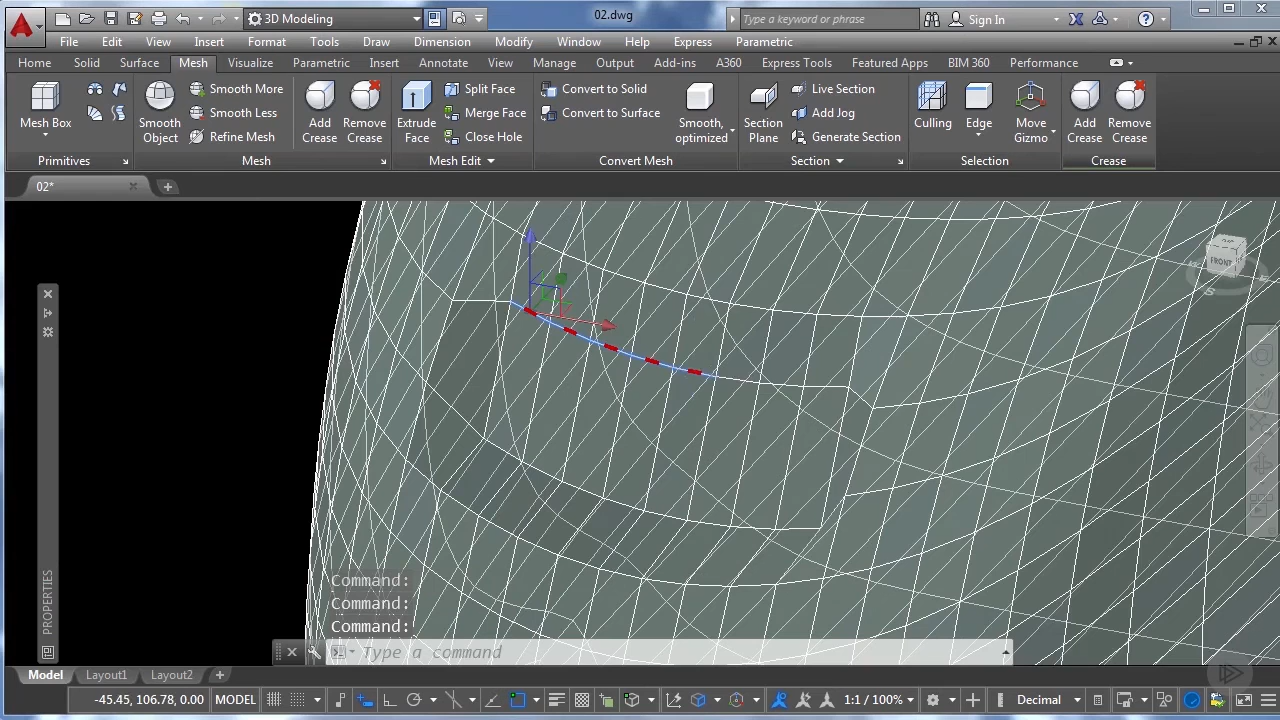 3D Modeling
02.dwg
Type a keyword or phrase
Sign In
File Edit View Insert Format Tools Draw Dimension Modify Window Help Express Parametric
Home Solid Surface Mesh Visualize Parametric Insert Annotate View Manage Output Add-ins A360 Express Tools Featured Apps BIM 360 Performance
Mesh Box
Smooth Object
Smooth More
Smooth Less
Refine Mesh
Add Crease
Remove Crease
Extrude Face
Split Face
Merge Face
Close Hole
Convert to Solid
Convert to Surface
Smooth, optimized
Section Plane
Live Section
Add Jog
Generate Section
Culling
Edge
Move Gizmo
Add Crease
Remove Crease
Primitives Mesh Mesh Edit Convert Mesh Section Selection Crease
02*
FRONT
S
PROPERTIES
Command:
Command:
Command:
Type a command
Model Layout1 Layout2
-45.45, 106.78, 0.00 MODEL 1:1 / 100% Decimal